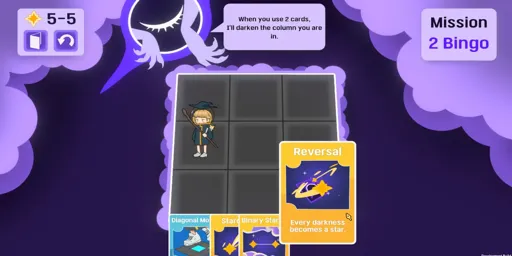 5-5
When you use 2 cards,
I'll darken the column you are
in.
Mission
2 Bingo
Reversal
Every darkness
becomes a star.
Diagonal Mo
Star
Binary Star